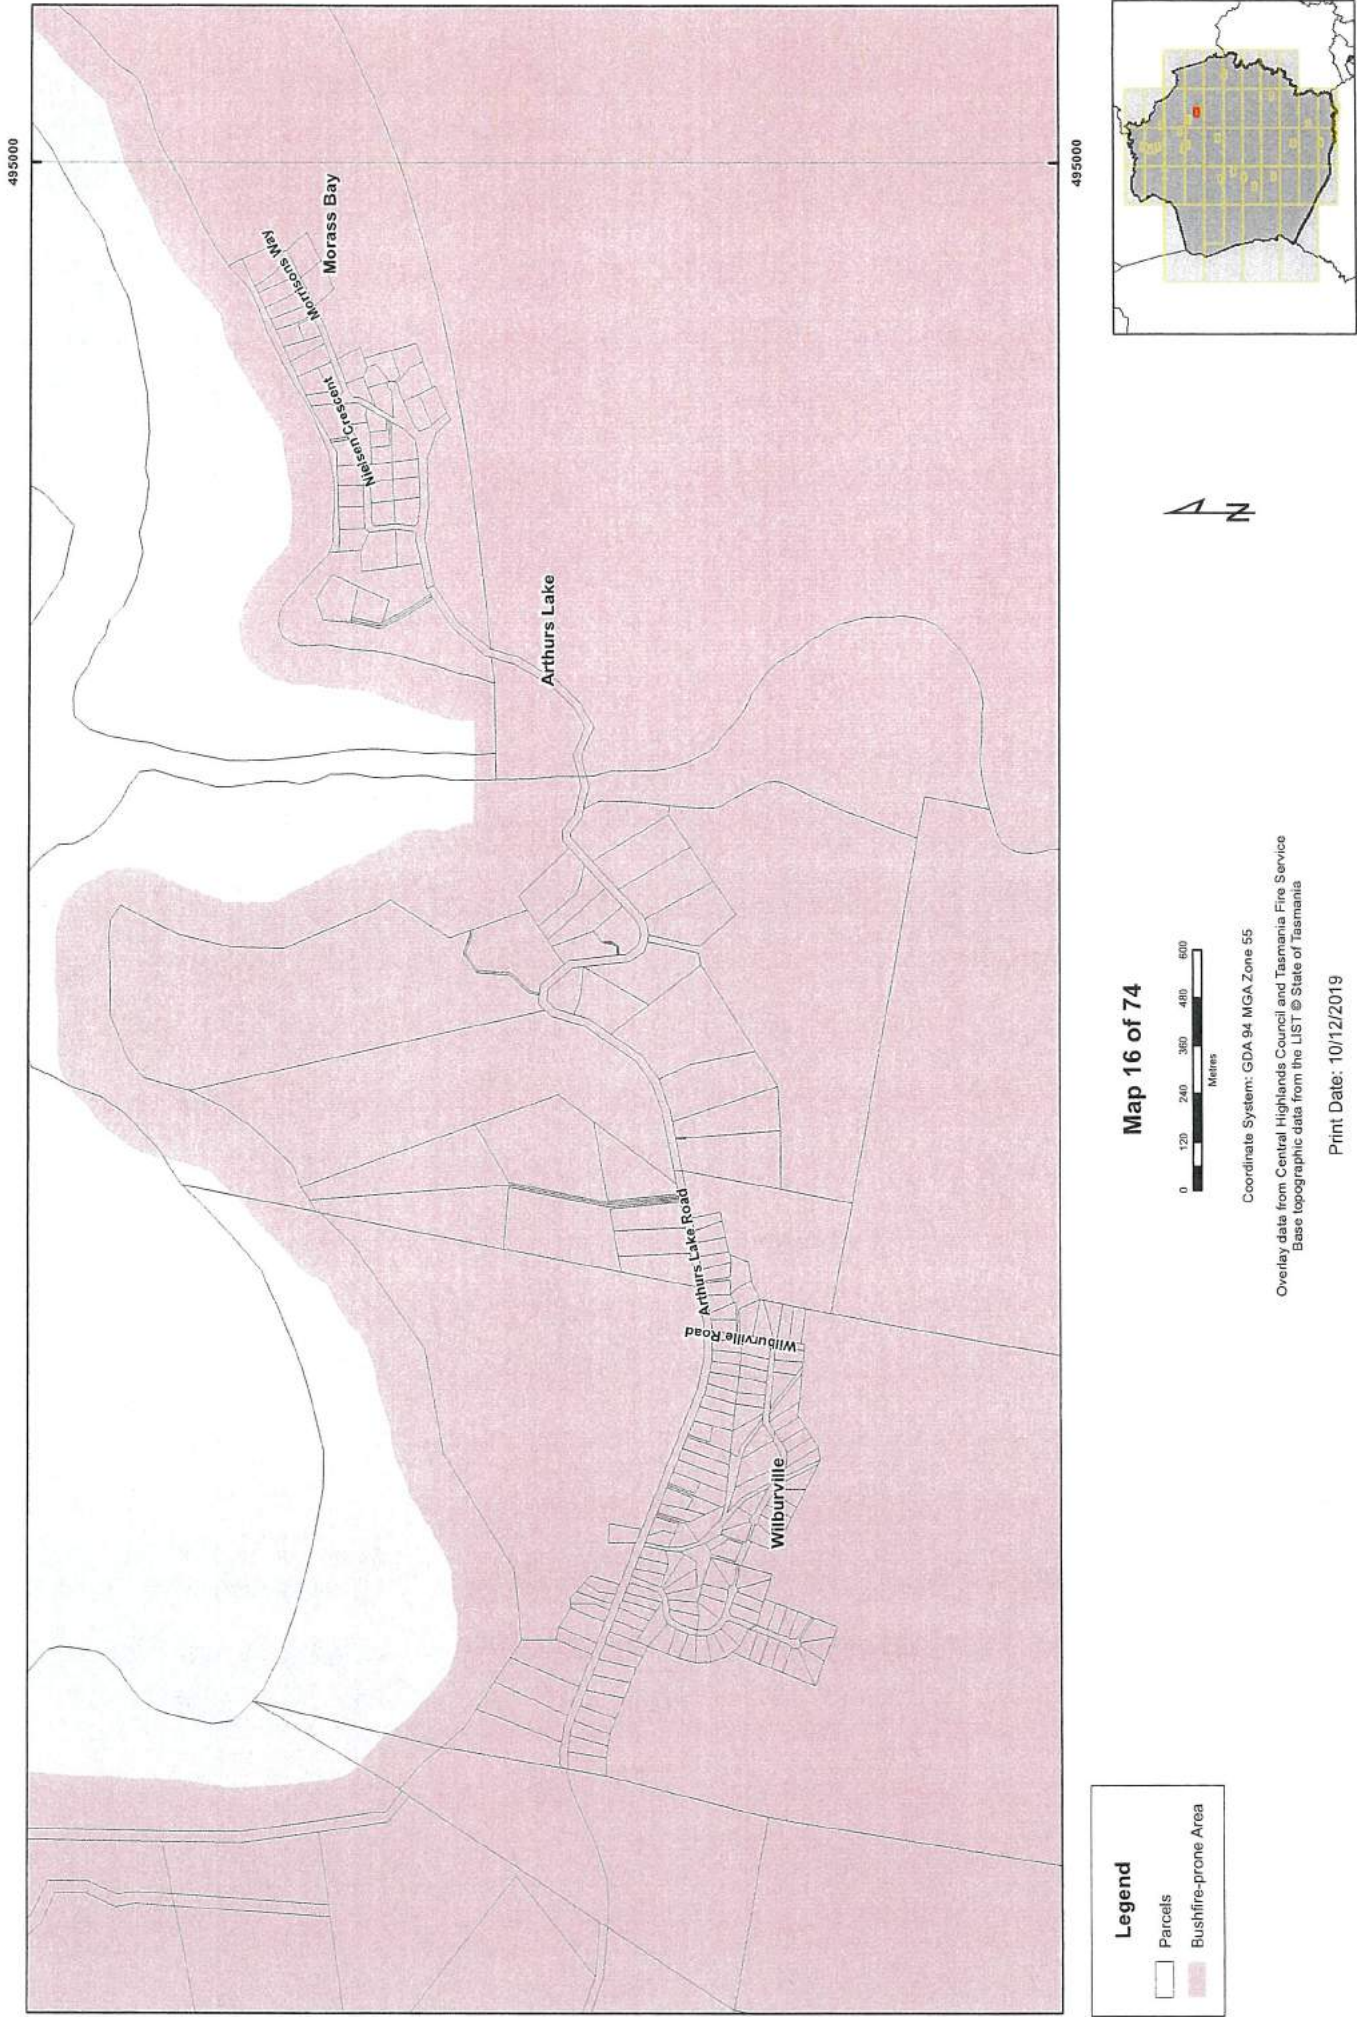 495000
Morrisons Way
Morass Bay
Nielsen Crescent
Arthurs Lake
Arthurs Lake Road
Wilburville Road
Wilburville
495000
Legend
Parcels
Bushfire-prone Area
Map 16 of 74
0 120 240 360 480 600
Metres
Coordinate System: GDA 94 MGA Zone 55
Overlay data from Central Highlands Council and Tasmania Fire Service
Base topographic data from the LIST © State of Tasmania
Print Date: 10/12/2019
N